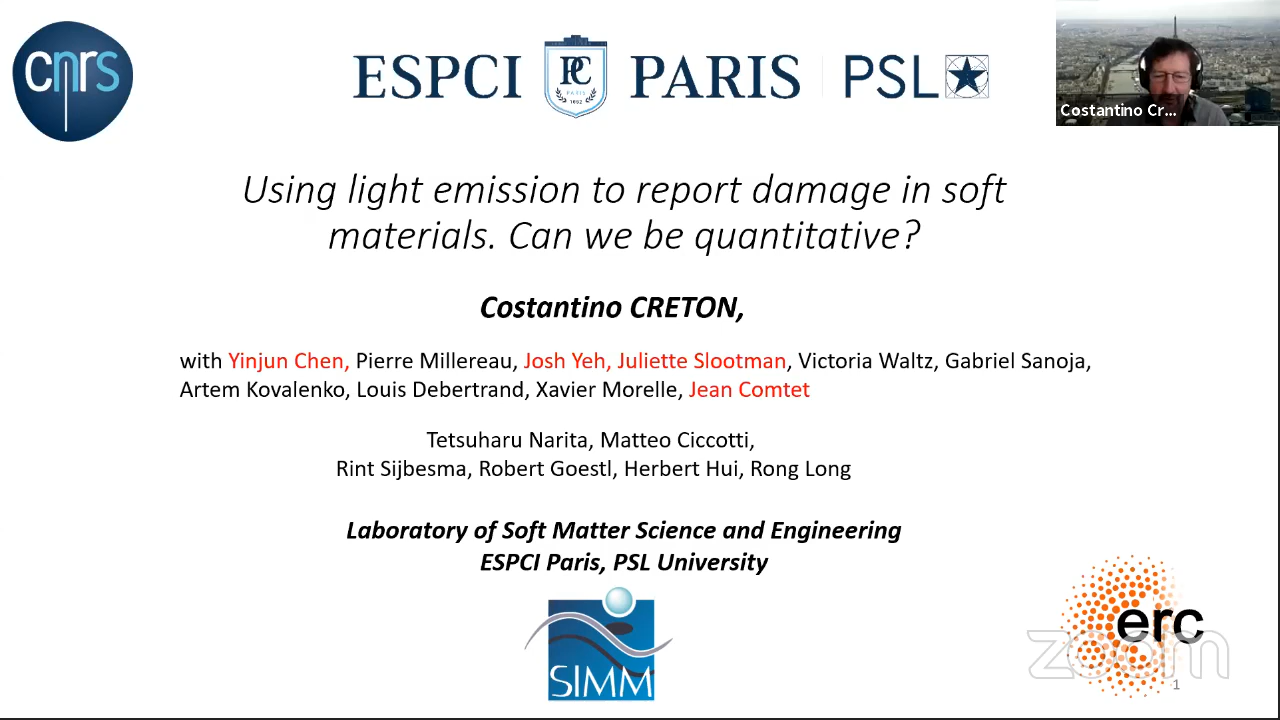 cnrs
ESPCI PC PARIS 1882 PARIS PSL
Costantino Cr...
Using light emission to report damage in soft
materials. Can we be quantitative?
Costantino CRETON,
with Yinjun Chen, Pierre Millereau, Josh Yeh, Juliette Slootman, Victoria Waltz, Gabriel Sanoja,
Artem Kovalenko, Louis Debertrand, Xavier Morelle, Jean Comtet
Tetsuharu Narita, Matteo Ciccotti,
Rint Sijbesma, Robert Goestl, Herbert Hui, Rong Long
Laboratory of Soft Matter Science and Engineering
ESPCI Paris, PSL University
SIMM
erc
zoom
1